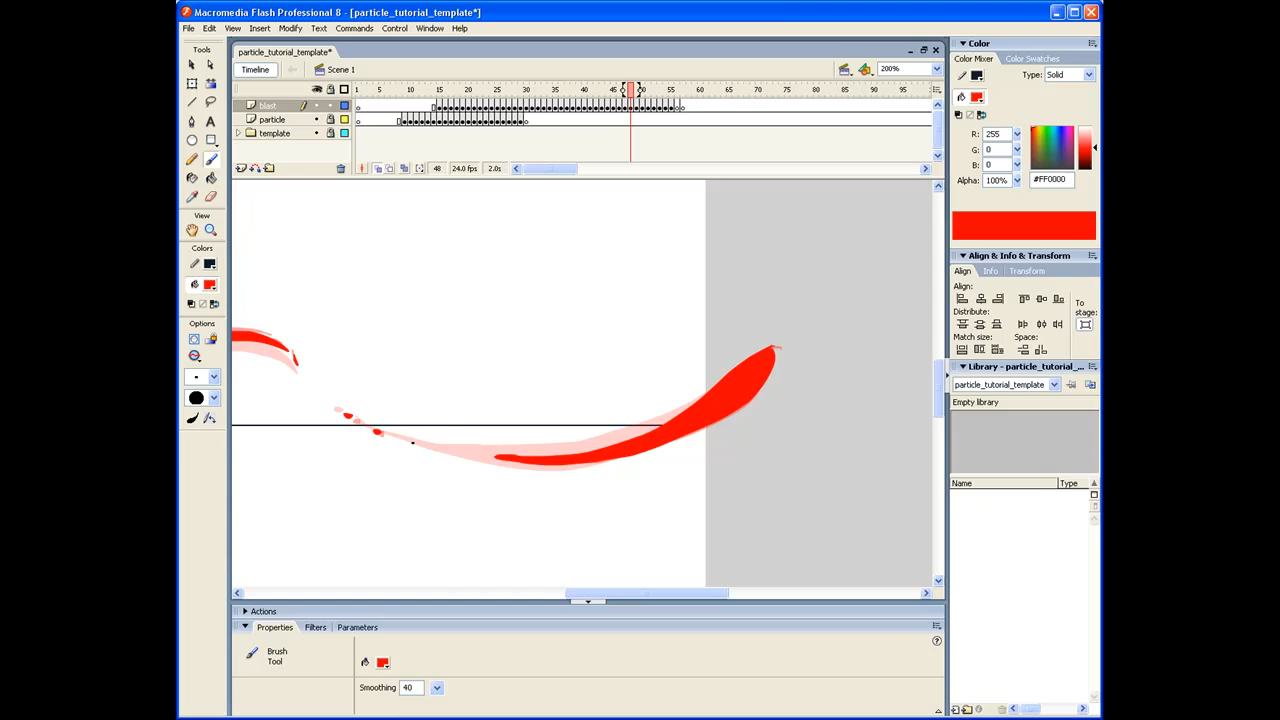 Macromedia Flash Professional 8 - [particle_tutorial_template*]
File Edit View Insert Modify Text Commands Control Window Help
Tools
View
Colors
Options
particle_tutorial_template*
Timeline
Scene 1
200%
1 5 10 15 20 25 30 35 40 45 50 55 60 65 70 75 80 85 90 95
blast
particle
template
48 24.0 fps 2.0s
Actions
Properties Filters Parameters
Brush
Tool
Smoothing 40
Color
Color Mixer Color Swatches
Type: Solid
R: 255
G: 0
B: 0
Alpha: 100% #FF0000
Align & Info & Transform
Align Info Transform
Align:
Distribute:
Match size: Space:
To
stage:
Library - particle_tutorial_...
particle_tutorial_template
Empty library
Name Type